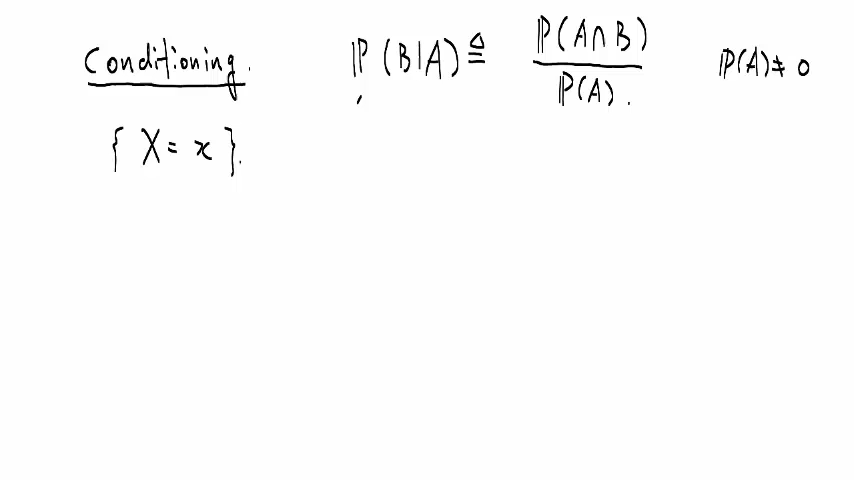 Conditioning. ℙ(B|A) ≜ ℙ(A∩B) / ℙ(A). ℙ(A)≠0
{ X = x }.